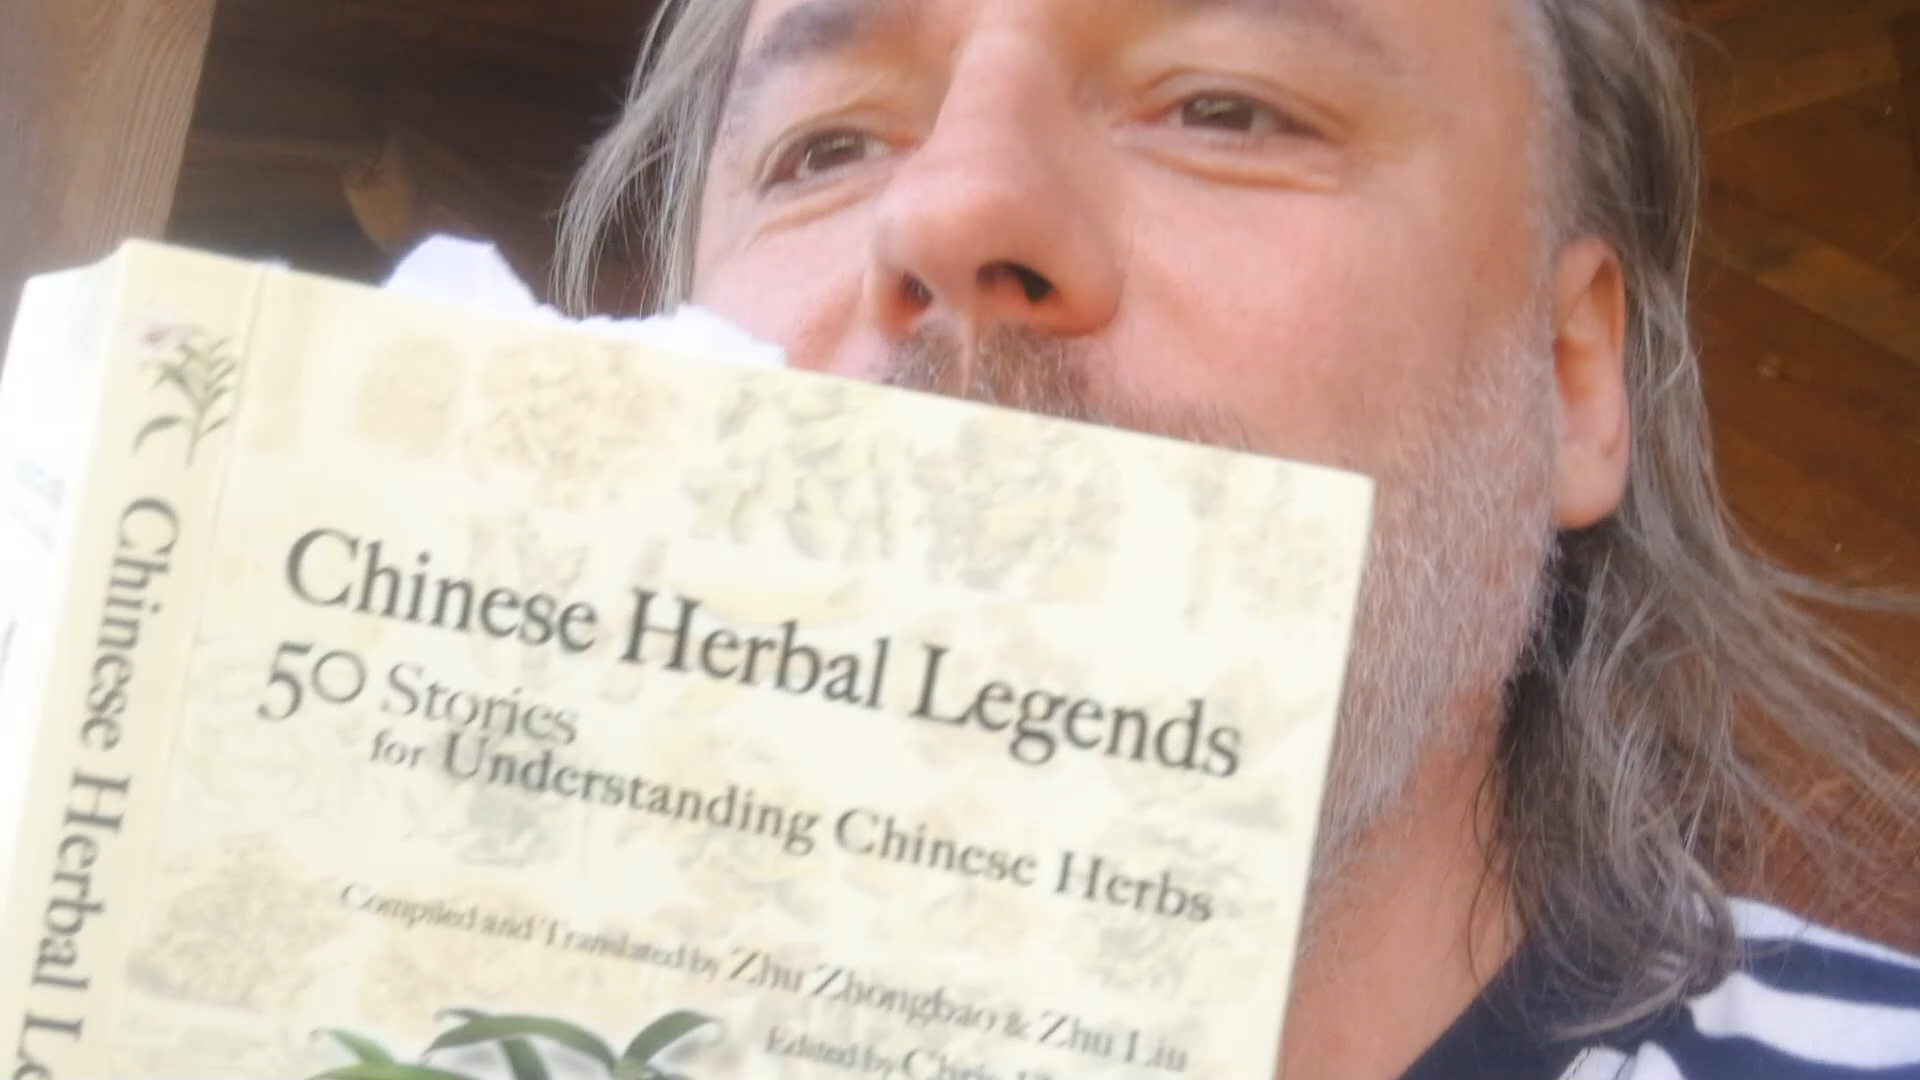 Chinese Herbal Legends
50 Stories
for Understanding Chinese Herbs
Compiled and Translated by Zhu Zhongbao & Zhu Liu
Edited by Chris
Chinese Herbal